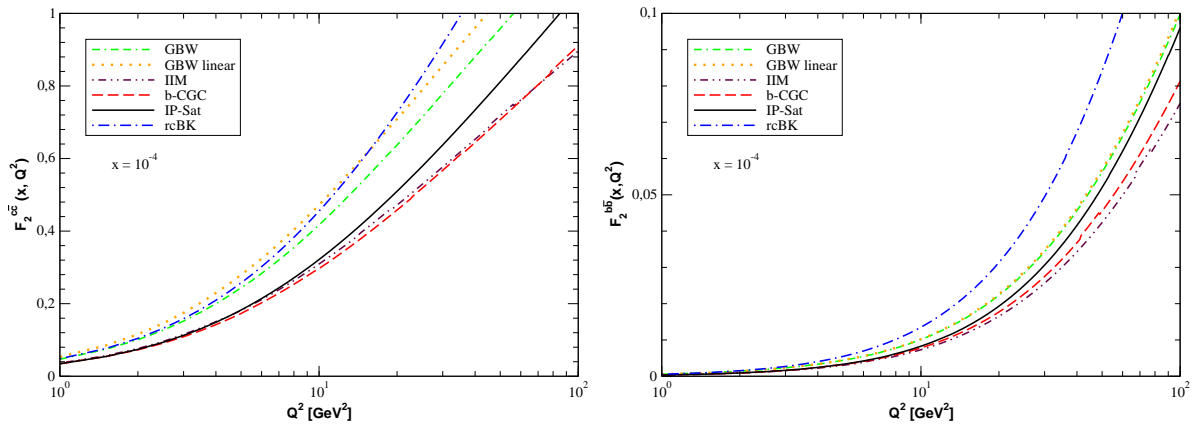 1
0.8
0.6
0.4
0.2
0
F₂^{cc̄} (x, Q²)
GBW
GBW linear
IIM
b-CGC
IP-Sat
rcBK
x = 10⁻⁴
10⁰
10¹
10²
Q² [GeV²]
0,1
0,05
0
F₂^{bb̄}(x,Q²)
GBW
GBW linear
IIM
b-CGC
IP-Sat
rcBK
x = 10⁻⁴
10⁰
10¹
10²
Q² [GeV²]